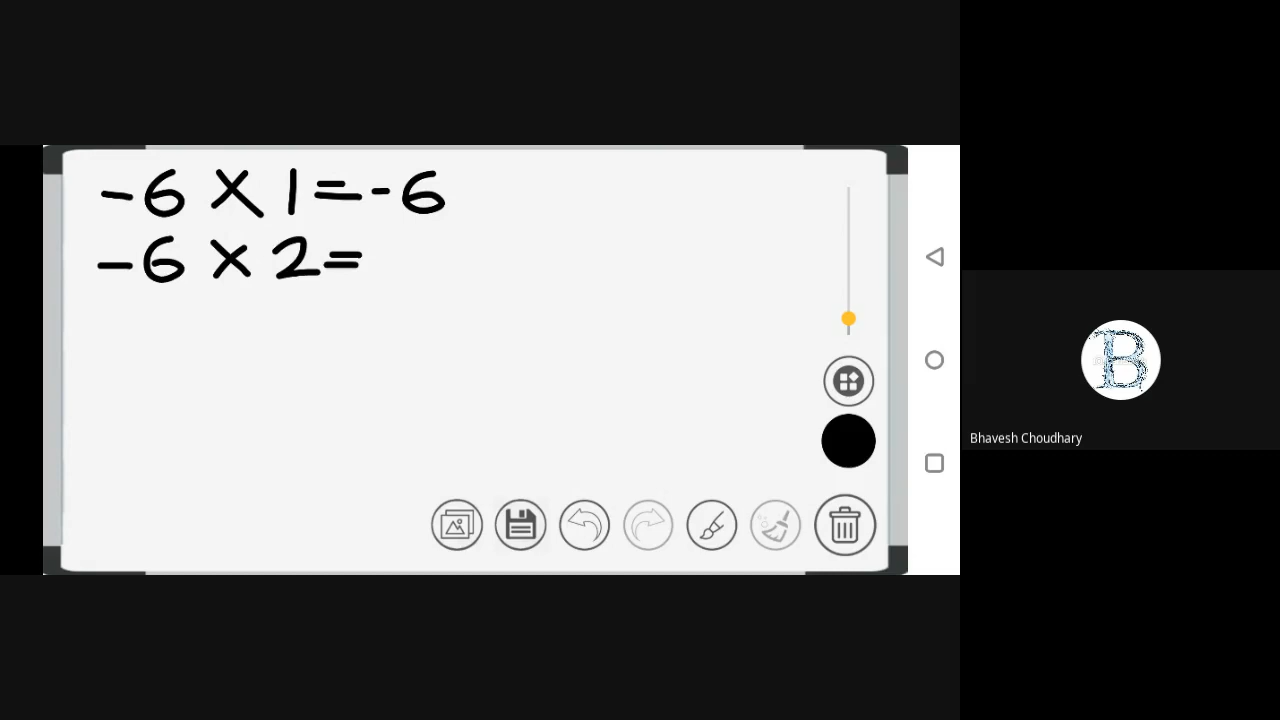 -6 X 1 = -6
-6 X 2 =
B
Bhavesh Choudhary